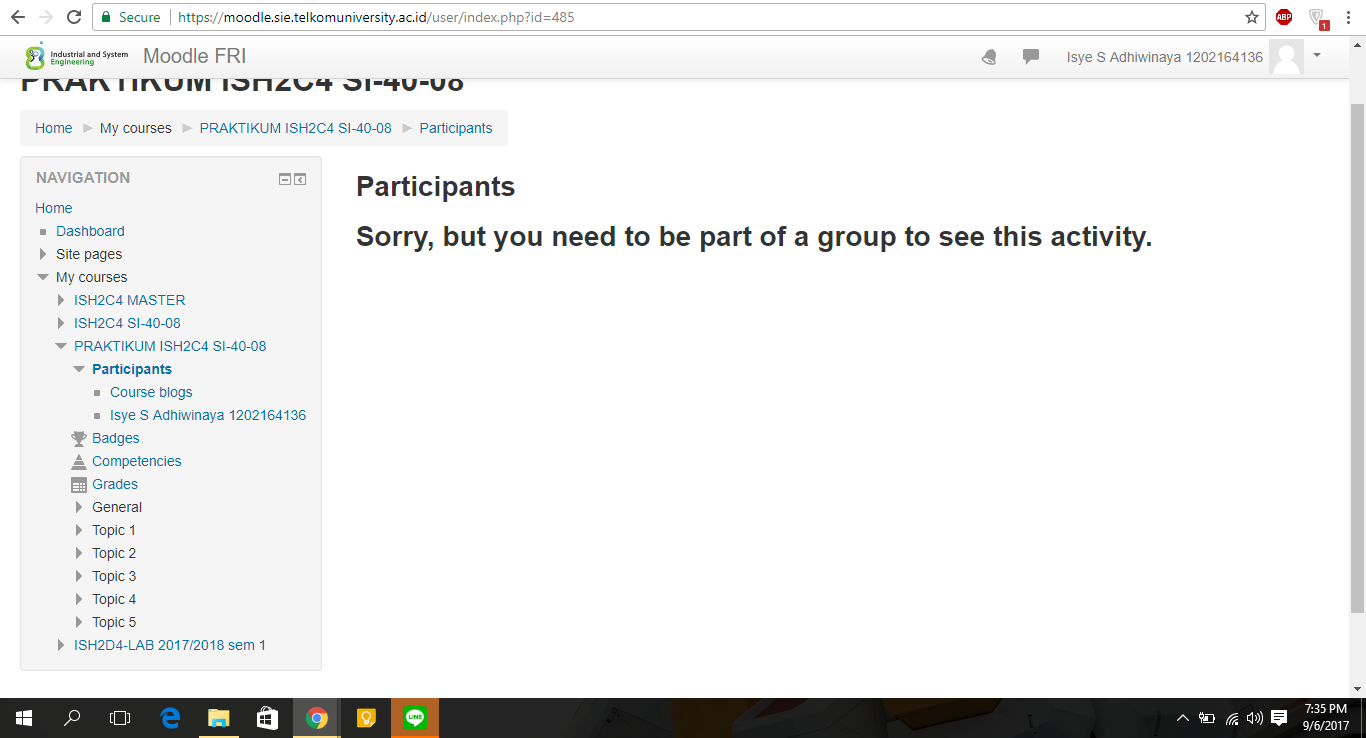 Secure https://moodle.sie.telkomuniversity.ac.id/user/index.php?id=485
ABP
1
Industrial and System
Engineering
Moodle FRI
Isye S Adhiwinaya 1202164136
PRAKTIKUM ISH2C4 SI-40-08
Home My courses PRAKTIKUM ISH2C4 SI-40-08 Participants
NAVIGATION
Home
Dashboard
Site pages
My courses
ISH2C4 MASTER
ISH2C4 SI-40-08
PRAKTIKUM ISH2C4 SI-40-08
Participants
Course blogs
Isye S Adhiwinaya 1202164136
Badges
Competencies
Grades
General
Topic 1
Topic 2
Topic 3
Topic 4
Topic 5
ISH2D4-LAB 2017/2018 sem 1
Participants
Sorry, but you need to be part of a group to see this activity.
LINE
7:35 PM
9/6/2017